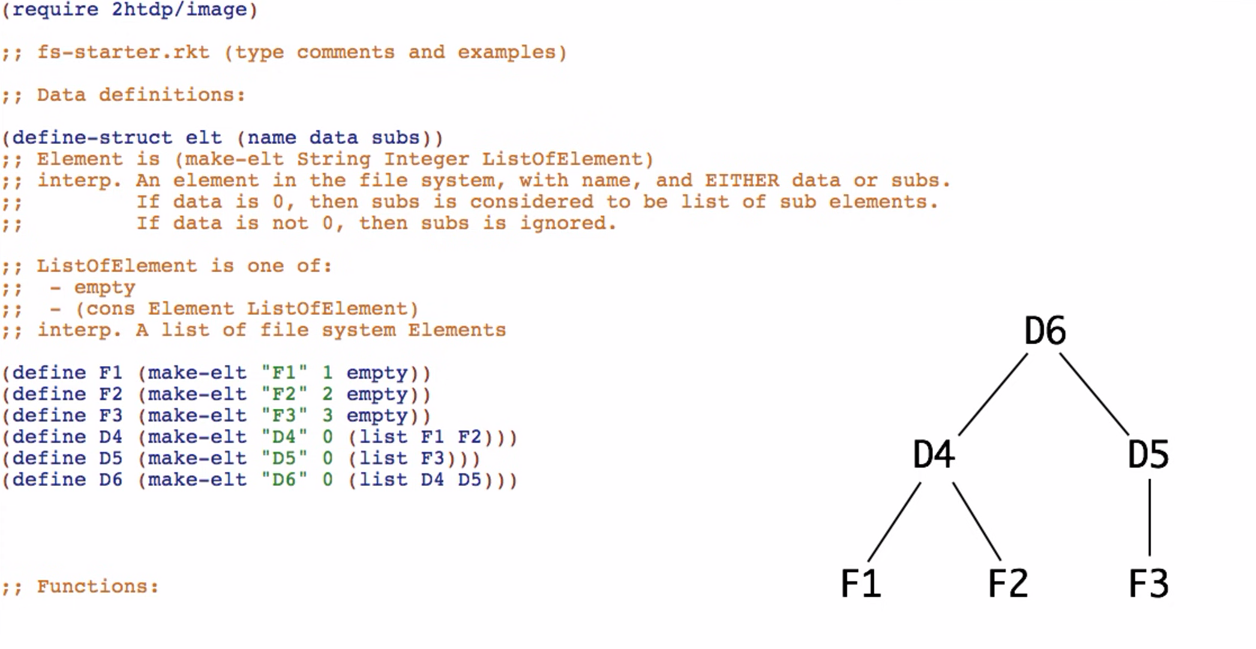 (require 2htdp/image)
;; fs-starter.rkt (type comments and examples)
;; Data definitions:
(define-struct elt (name data subs))
;; Element is (make-elt String Integer ListOfElement)
;; interp. An element in the file system, with name, and EITHER data or subs.
;;         If data is 0, then subs is considered to be list of sub elements.
;;         If data is not 0, then subs is ignored.
;; ListOfElement is one of:
;;  - empty
;;  - (cons Element ListOfElement)
;; interp. A list of file system Elements
(define F1 (make-elt "F1" 1 empty))
(define F2 (make-elt "F2" 2 empty))
(define F3 (make-elt "F3" 3 empty))
(define D4 (make-elt "D4" 0 (list F1 F2)))
(define D5 (make-elt "D5" 0 (list F3)))
(define D6 (make-elt "D6" 0 (list D4 D5)))
;; Functions:
D6
D4 D5
F1 F2 F3